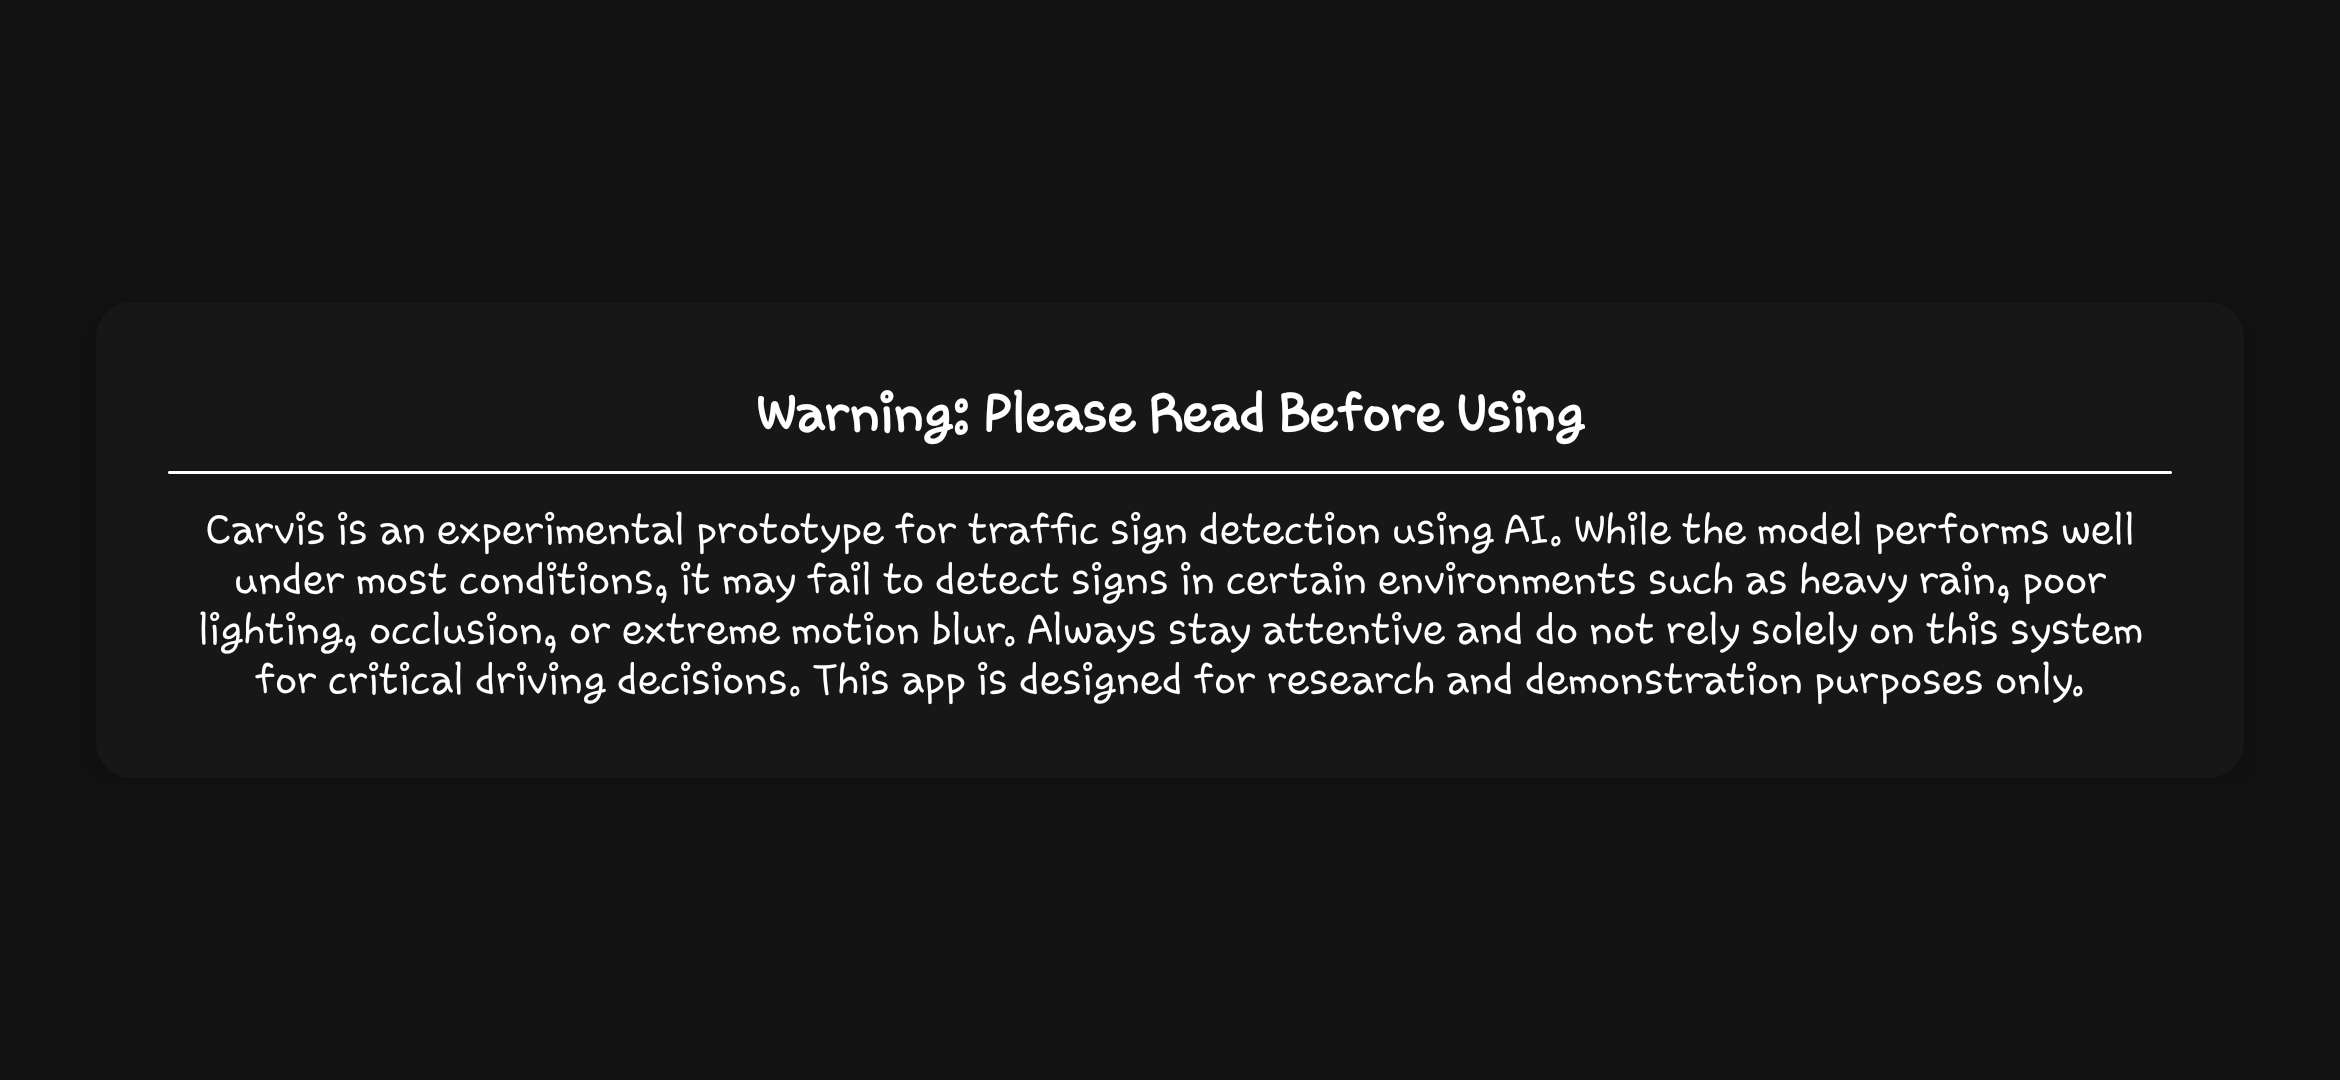 Warning: Please Read Before Using
Carvis is an experimental prototype for traffic sign detection using AI. While the model performs well
under most conditions, it may fail to detect signs in certain environments such as heavy rain, poor
lighting, occlusion, or extreme motion blur. Always stay attentive and do not rely solely on this system
for critical driving decisions. This app is designed for research and demonstration purposes only.